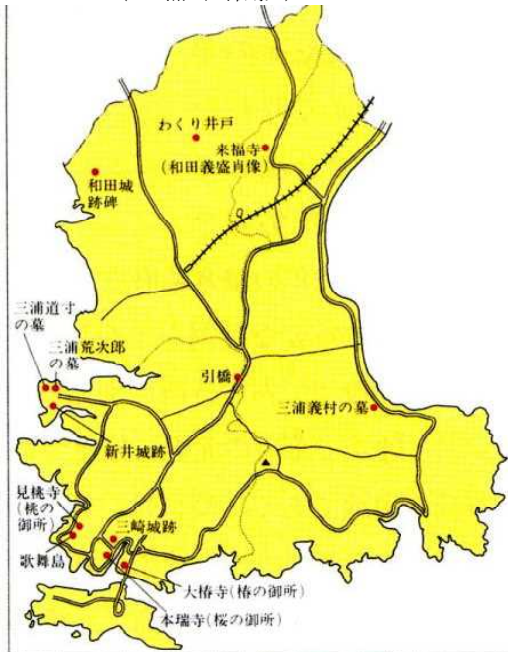 わくり井戸
来福寺
(和田義盛肖像)
和田城
跡碑
三浦道寸
の墓
三浦荒次郎
の墓
引橋
三浦義村の墓
新井城跡
見桃寺
(桃の
御所)
三崎城跡
歌舞島
大椿寺(椿の御所)
本瑞寺(桜の御所)